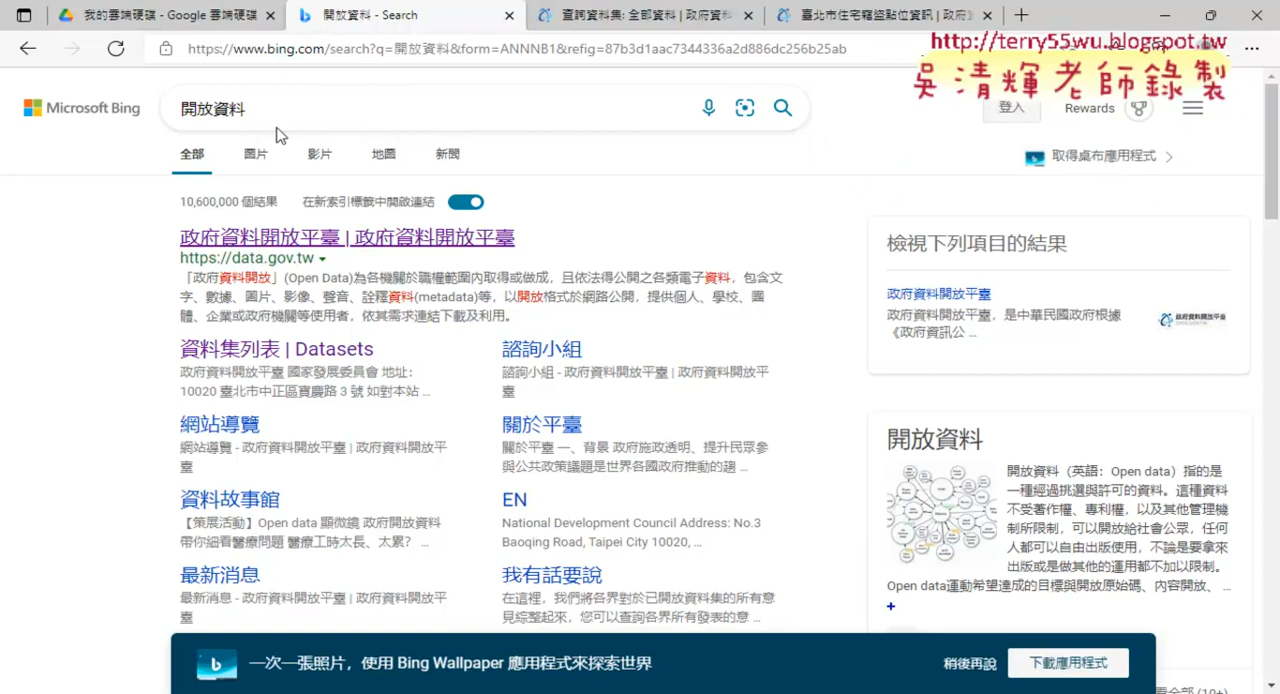 我的雲端硬碟 - Google 雲端硬碟
開放資料 - Search
查詢資料集: 全部資料 | 政府資料
臺北市住宅竊盜點位資訊 | 政府
https://www.bing.com/search?q=開放資料&form=ANNNB1&refig=87b3d1aac7344336a2d886dc256b25ab
http://terry55wu.blogspot.tw
吳清輝老師錄製
Microsoft Bing
開放資料
登入
Rewards
全部
圖片
影片
地圖
新聞
取得桌布應用程式
10,600,000 個結果
在新索引標籤中開啟連結
政府資料開放平臺 | 政府資料開放平臺
https://data.gov.tw
「政府資料開放」(Open Data)為各機關於職權範圍內取得或做成，且依法得公開之各類電子資料，包含文
字、數據、圖片、影像、聲音、詮釋資料(metadata)等，以開放格式於網路公開，提供個人、學校、團
體、企業或政府機關等使用者，依其需求連結下載及利用。
資料集列表 | Datasets
政府資料開放平臺 國家發展委員會 地址:
10020 臺北市中正區寶慶路 3 號 如對本站 ...
諮詢小組
諮詢小組 - 政府資料開放平臺 | 政府資料開放平
臺
網站導覽
網站導覽 - 政府資料開放平臺 | 政府資料開放平
臺
關於平臺
關於平臺 一、背景 政府施政透明、提升民眾參
與公共政策議題是世界各國政府推動的趨 ...
資料故事館
【策展活動】Open data 顯微鏡 政府開放資料
帶你細看醫療問題 醫療工時太長、太累？ ...
EN
National Development Council Address: No.3
Baoqing Road, Taipei City 10020, ...
最新消息
最新消息 - 政府資料開放平臺 | 政府資料開放平
臺
我有話要說
在這裡，我們將各界對於已開放資料集的所有意
見綜整起來，您可以查詢各界所有發表的意 ...
檢視下列項目的結果
政府資料開放平臺
政府資料開放平臺，是中華民國政府根據
《政府資訊公 ...
政府資料開放平臺
開放資料
開放資料（英語：Open data）指的是
一種經過挑選與許可的資料。這種資料
不受著作權、專利權，以及其他管理機
制所限制，可以開放給社會公眾，任何
人都可以自由出版使用，不論是要拿來
出版或是做其他的運用都不加以限制。
Open data運動希望達成的目標與開放原始碼、內容開放、 ...
一次一張照片，使用 Bing Wallpaper 應用程式來探索世界
稍後再說
下載應用程式